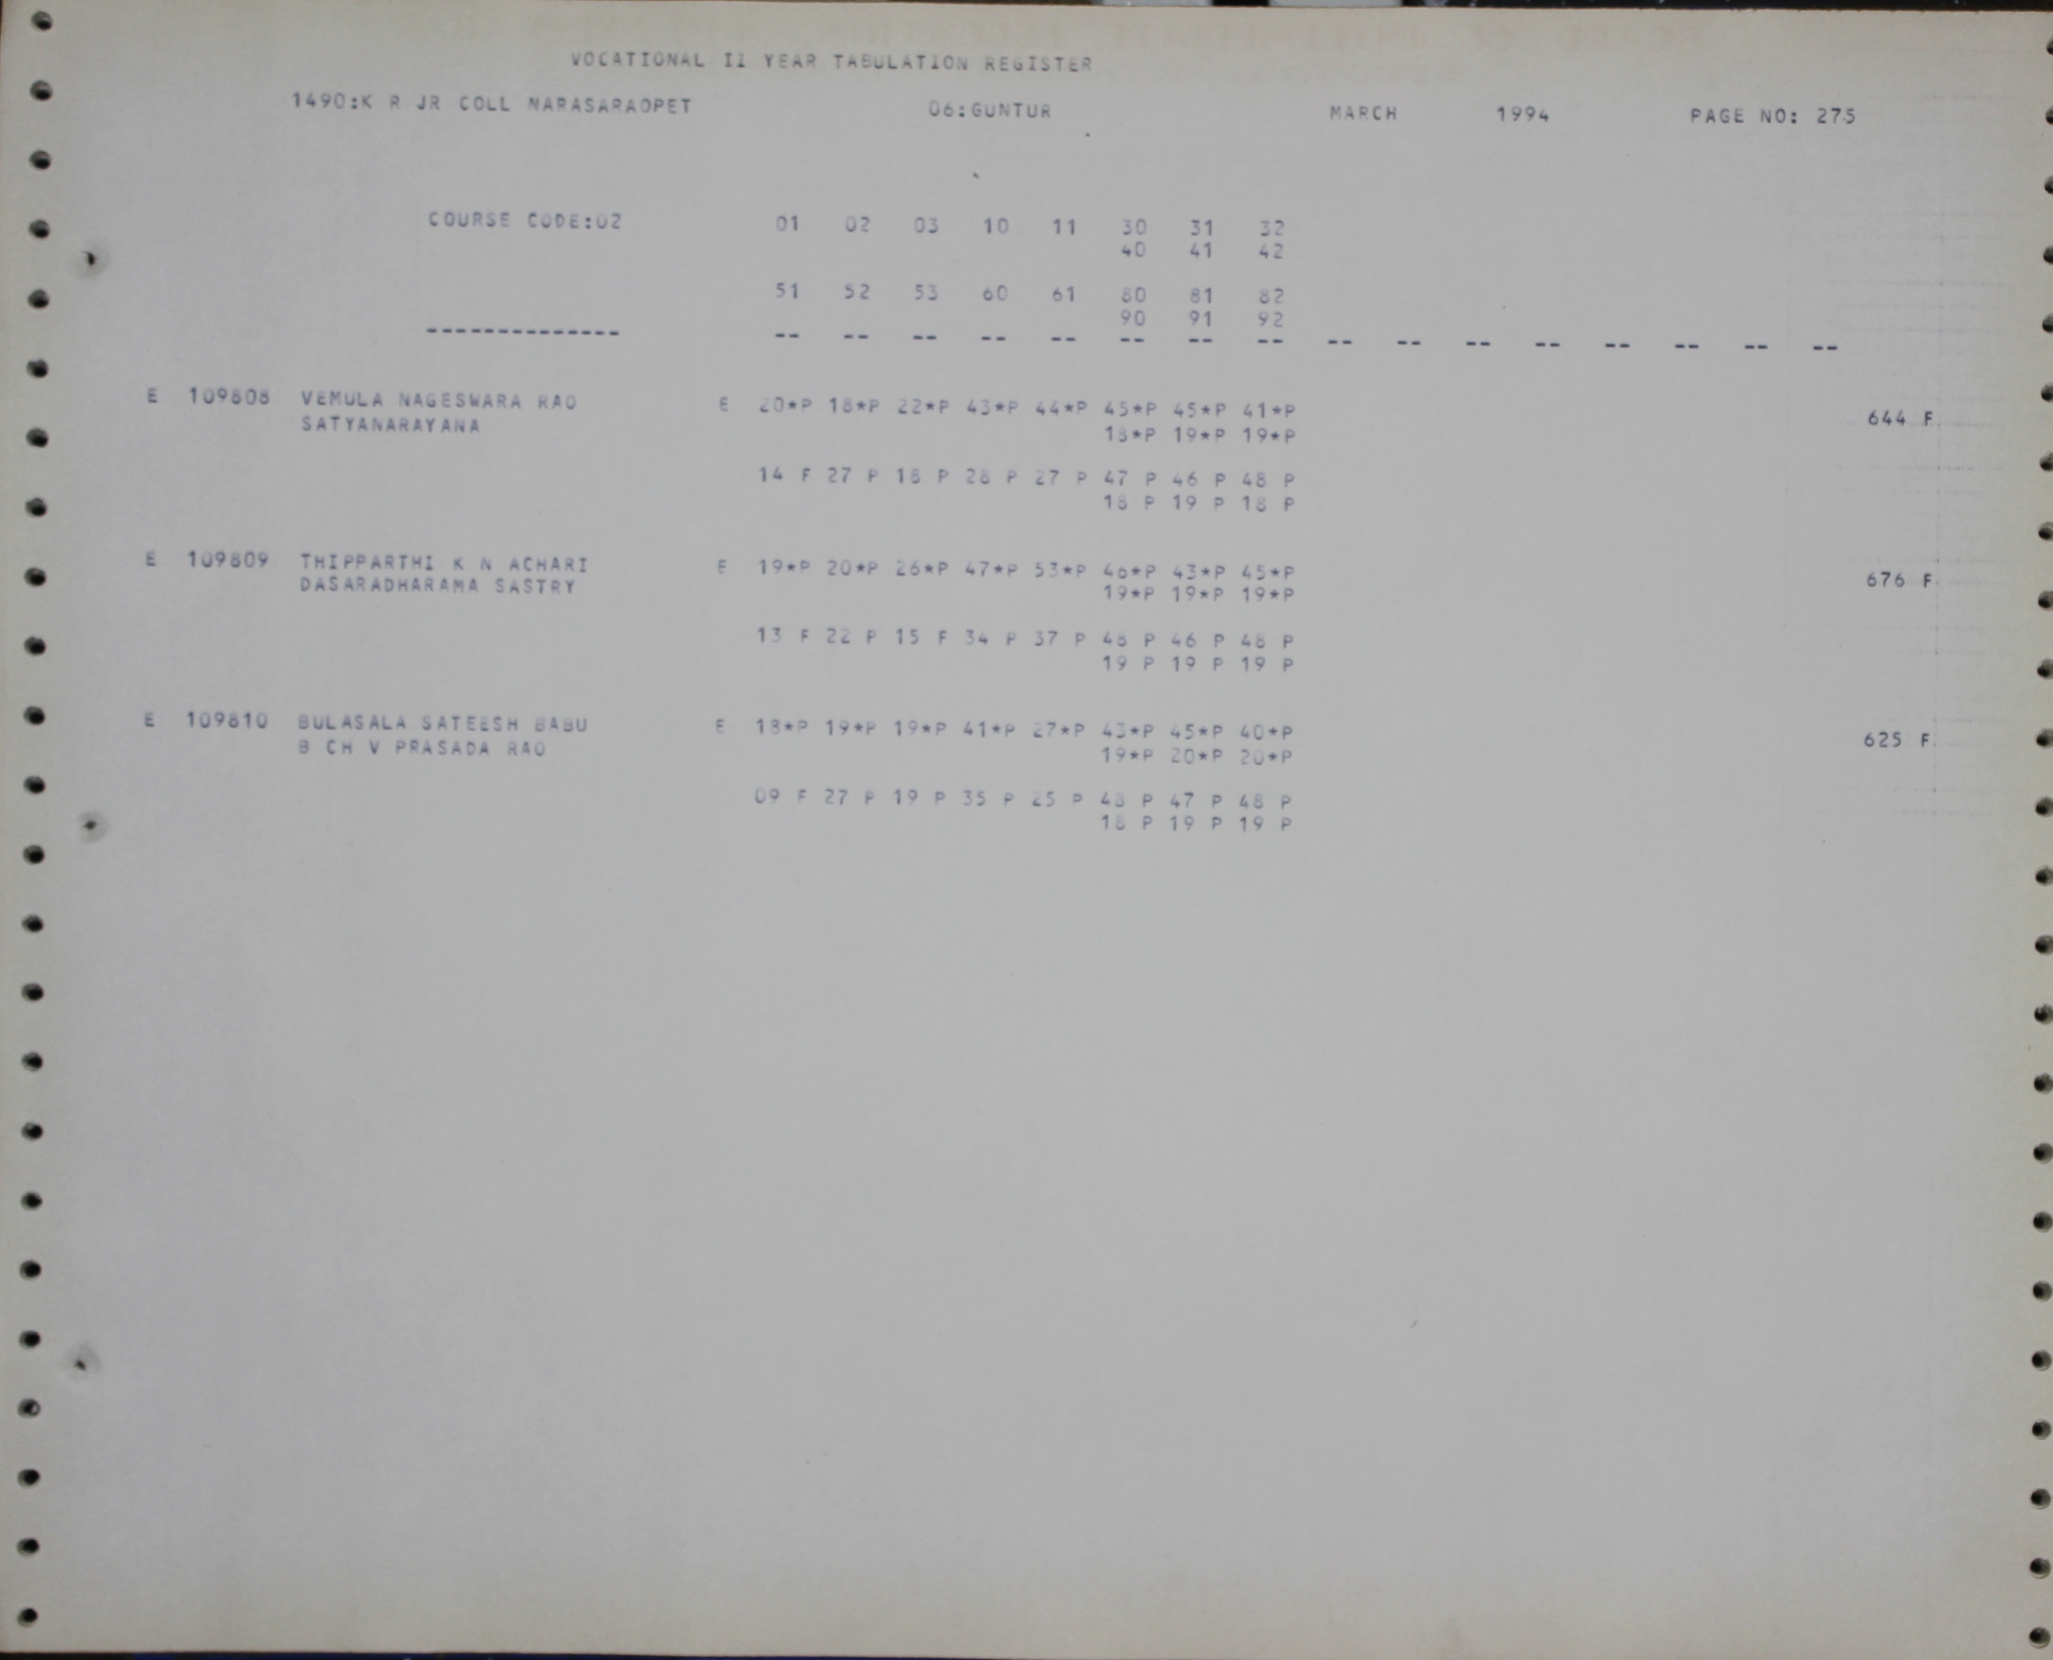 VOCATIONAL II YEAR TABULATION REGISTER
1490:K R JR COLL NARASARAOPET 06:GUNTUR MARCH 1994 PAGE NO: 275
COURSE CODE:02 01 02 03 10 11 30 31 32
40 41 42
51 52 53 60 61 80 81 82
90 91 92
-------------- -- -- -- -- -- -- -- -- -- -- -- -- -- -- -- --
E 109808 VEMULA NAGESWARA RAO E 20*P 18*P 22*P 43*P 44*P 45*P 45*P 41*P 644 F
SATYANARAYANA 18*P 19*P 19*P
14 F 27 P 18 P 28 P 27 P 47 P 46 P 48 P
18 P 19 P 18 P
E 109809 THIPPARTHI K N ACHARI E 19*P 20*P 26*P 47*P 53*P 46*P 43*P 45*P 676 F
DASARADHARAMA SASTRY 19*P 19*P 19*P
13 F 22 P 15 F 34 P 37 P 48 P 46 P 48 P
19 P 19 P 19 P
E 109810 BULASALA SATEESH BABU E 18*P 19*P 19*P 41*P 27*P 43*P 45*P 40*P 625 F
B CH V PRASADA RAO 19*P 20*P 20*P
09 F 27 P 19 P 35 P 25 P 48 P 47 P 48 P
18 P 19 P 19 P